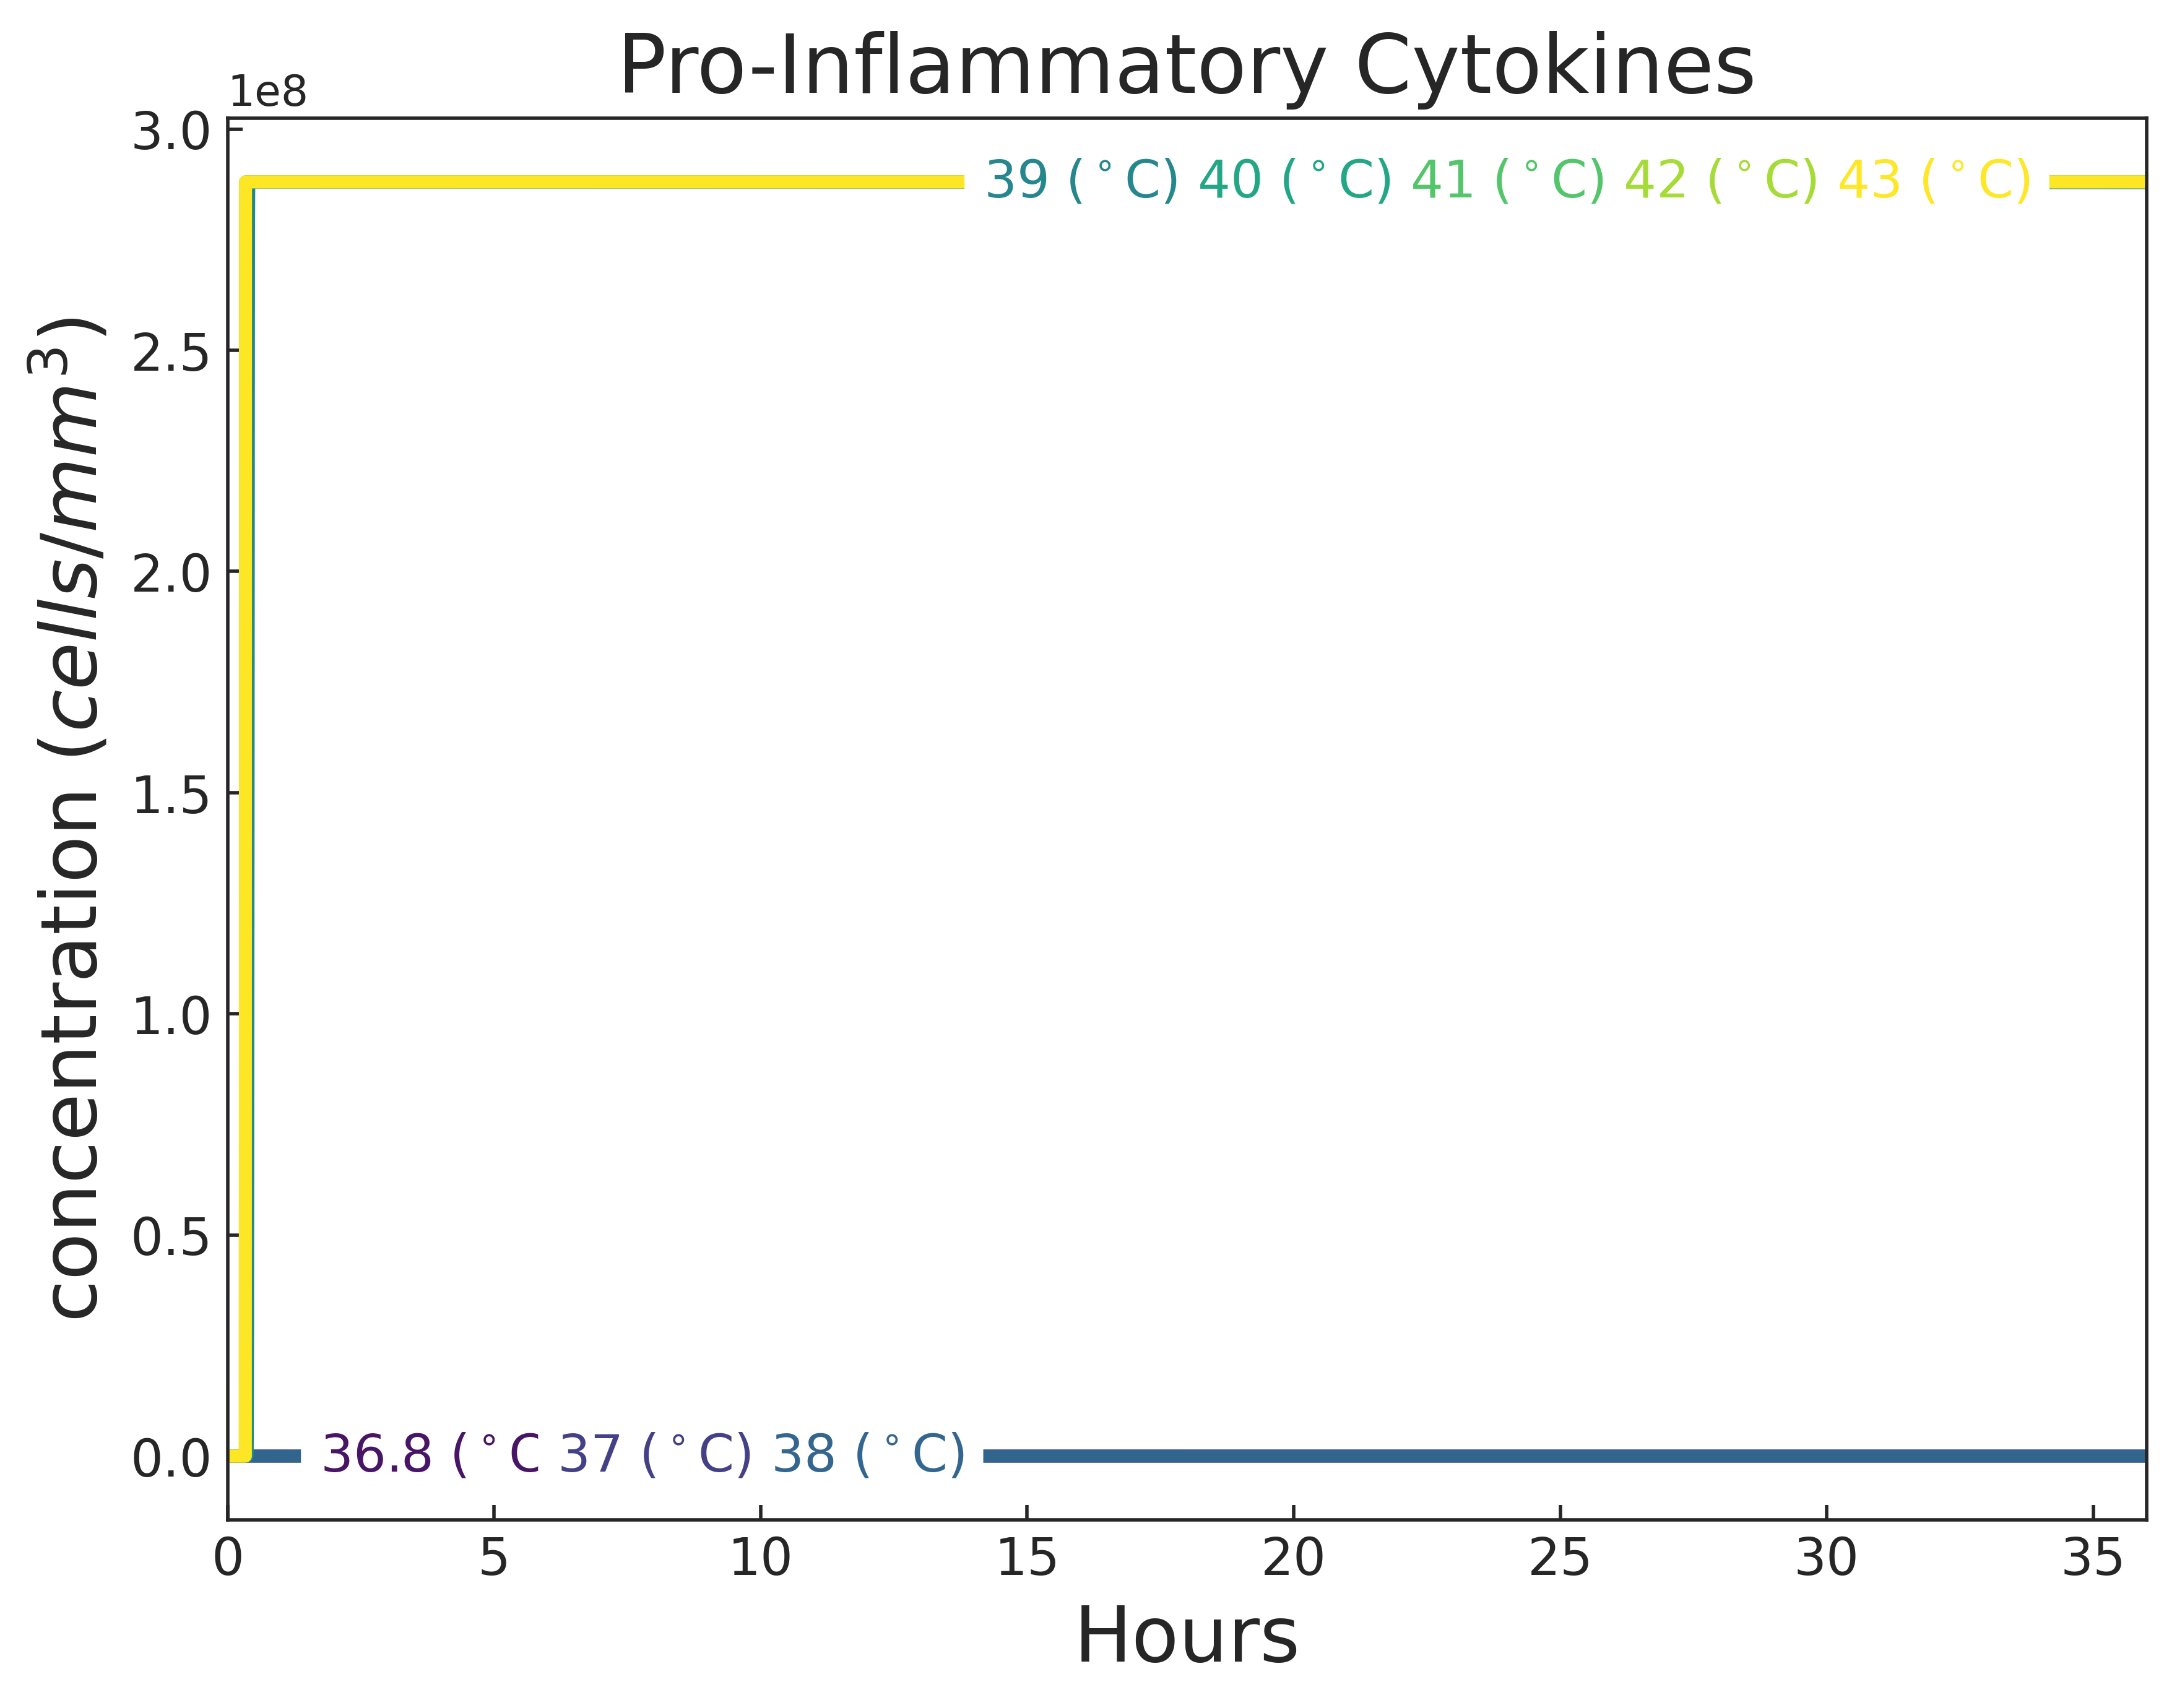 Pro-Inflammatory Cytokines
1e8
3.0
39 (°C) 40 (°C) 41 (°C) 42 (°C) 43 (°C)
2.5
2.0
1.5
1.0
0.5
0.0
36.8 (°C 37 (°C) 38 (°C)
concentration (cells/mm³)
0 5 10 15 20 25 30 35
Hours